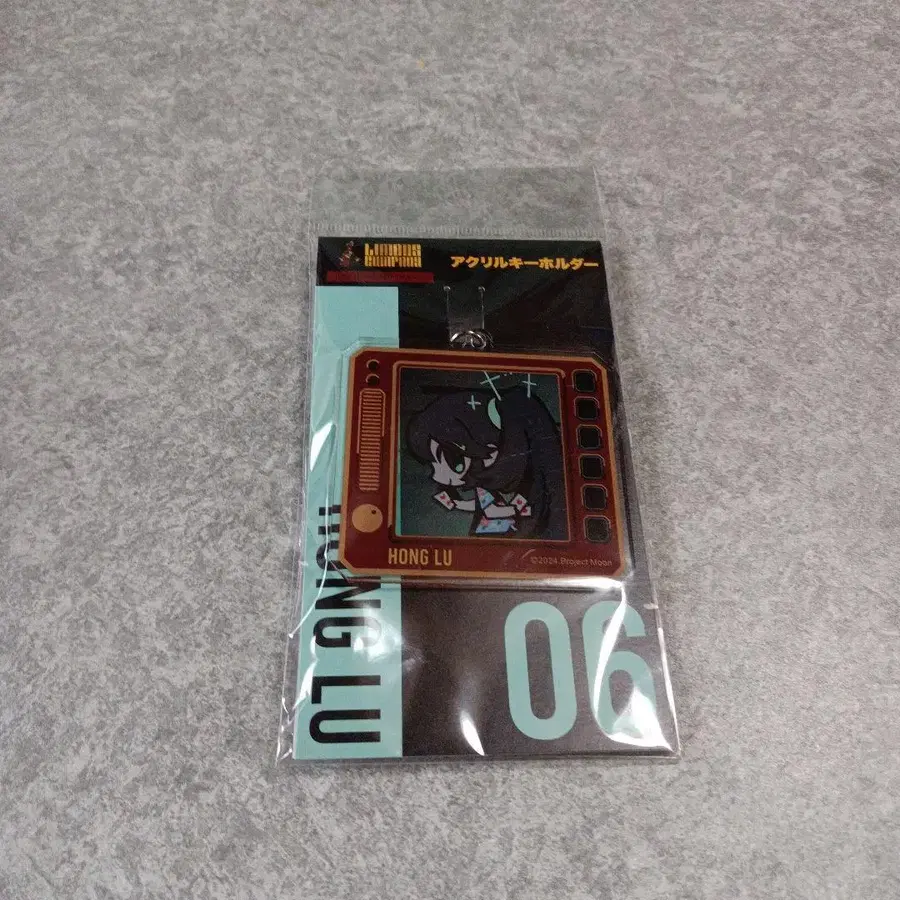 LIMBUS
COMPANY
アクリルキーホルダー
HONG LU
©2024.Project Moon
HONG LU
06